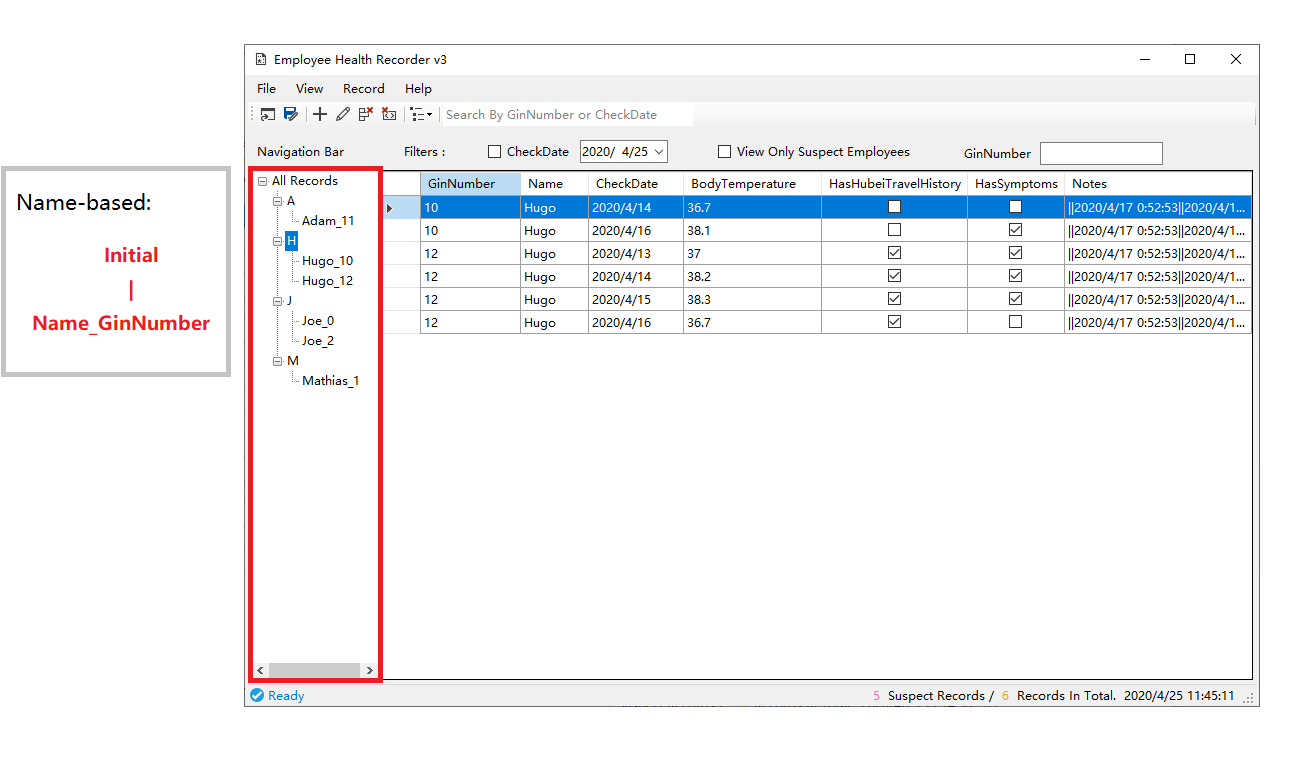 Employee Health Recorder v3
File View Record Help
Search By GinNumber or CheckDate
Navigation Bar Filters : CheckDate 2020/ 4/25 View Only Suspect Employees GinNumber
Name-based:
Initial
|
Name_GinNumber
All Records
A
Adam_11
H
Hugo_10
Hugo_12
J
Joe_0
Joe_2
M
Mathias_1
GinNumber Name CheckDate BodyTemperature HasHubeiTravelHistory HasSymptoms Notes
10 Hugo 2020/4/14 36.7 ||2020/4/17 0:52:53||2020/4/1...
10 Hugo 2020/4/16 38.1 ||2020/4/17 0:52:53||2020/4/1...
12 Hugo 2020/4/13 37 ||2020/4/17 0:52:53||2020/4/1...
12 Hugo 2020/4/14 38.2 ||2020/4/17 0:52:53||2020/4/1...
12 Hugo 2020/4/15 38.3 ||2020/4/17 0:52:53||2020/4/1...
12 Hugo 2020/4/16 36.7 ||2020/4/17 0:52:53||2020/4/1...
Ready 5 Suspect Records / 6 Records In Total. 2020/4/25 11:45:11